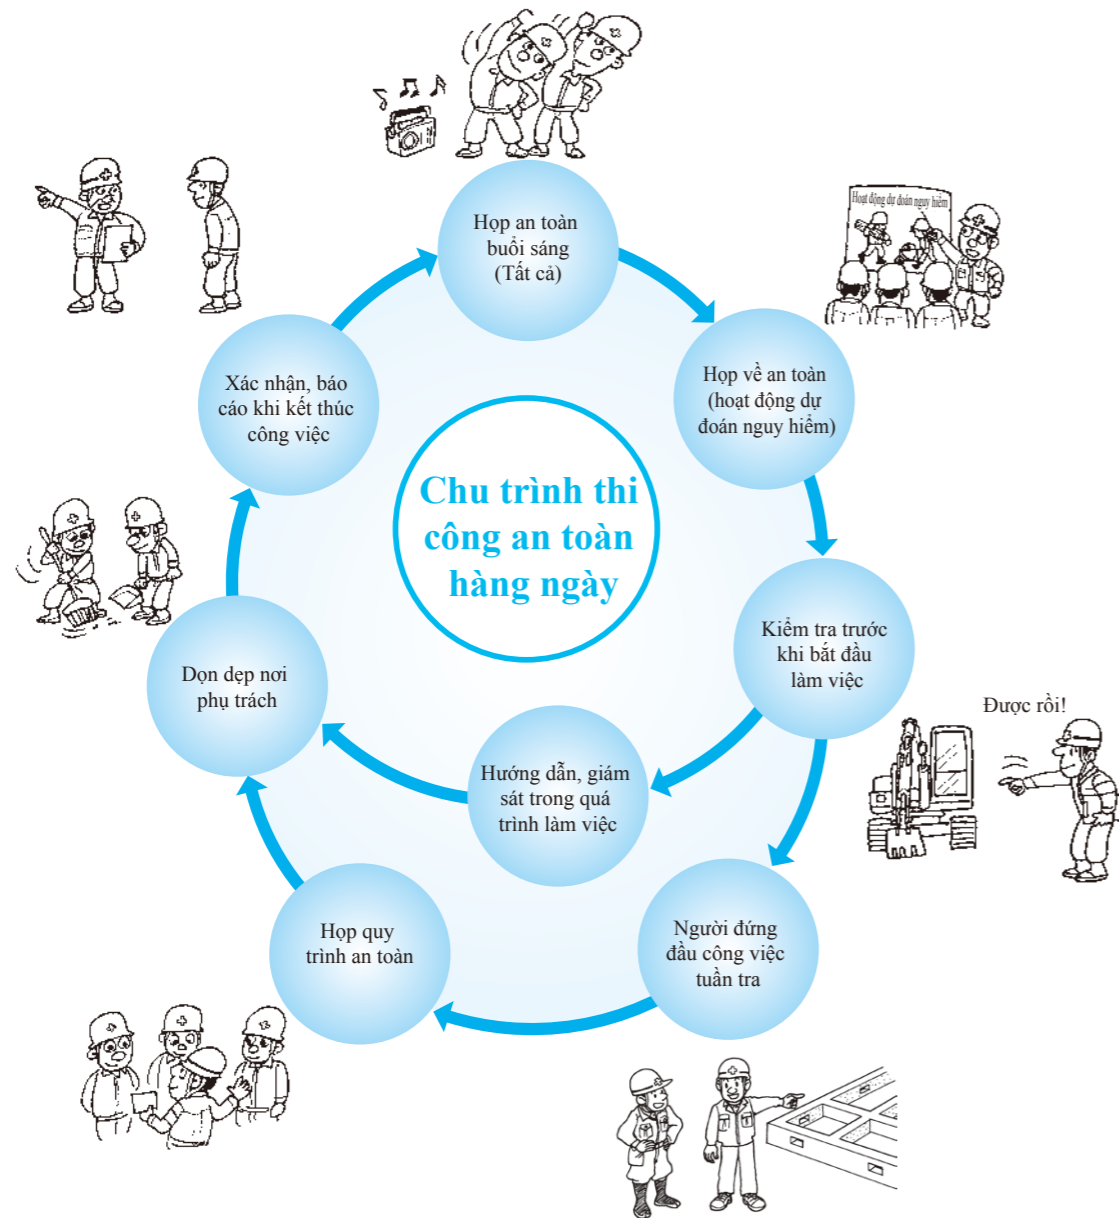 Hoạt động dự đoán nguy hiểm
Họp an toàn
buổi sáng
(Tất cả)
Họp về an toàn
(hoạt động dự
đoán nguy hiểm)
Xác nhận, báo
cáo khi kết thúc
công việc
Chu trình thi
công an toàn
hàng ngày
Kiểm tra trước
khi bắt đầu
làm việc
Dọn dẹp nơi
phụ trách
Được rồi!
Hướng dẫn, giám
sát trong quá
trình làm việc
Họp quy
trình an toàn
Người đứng
đầu công việc
tuần tra